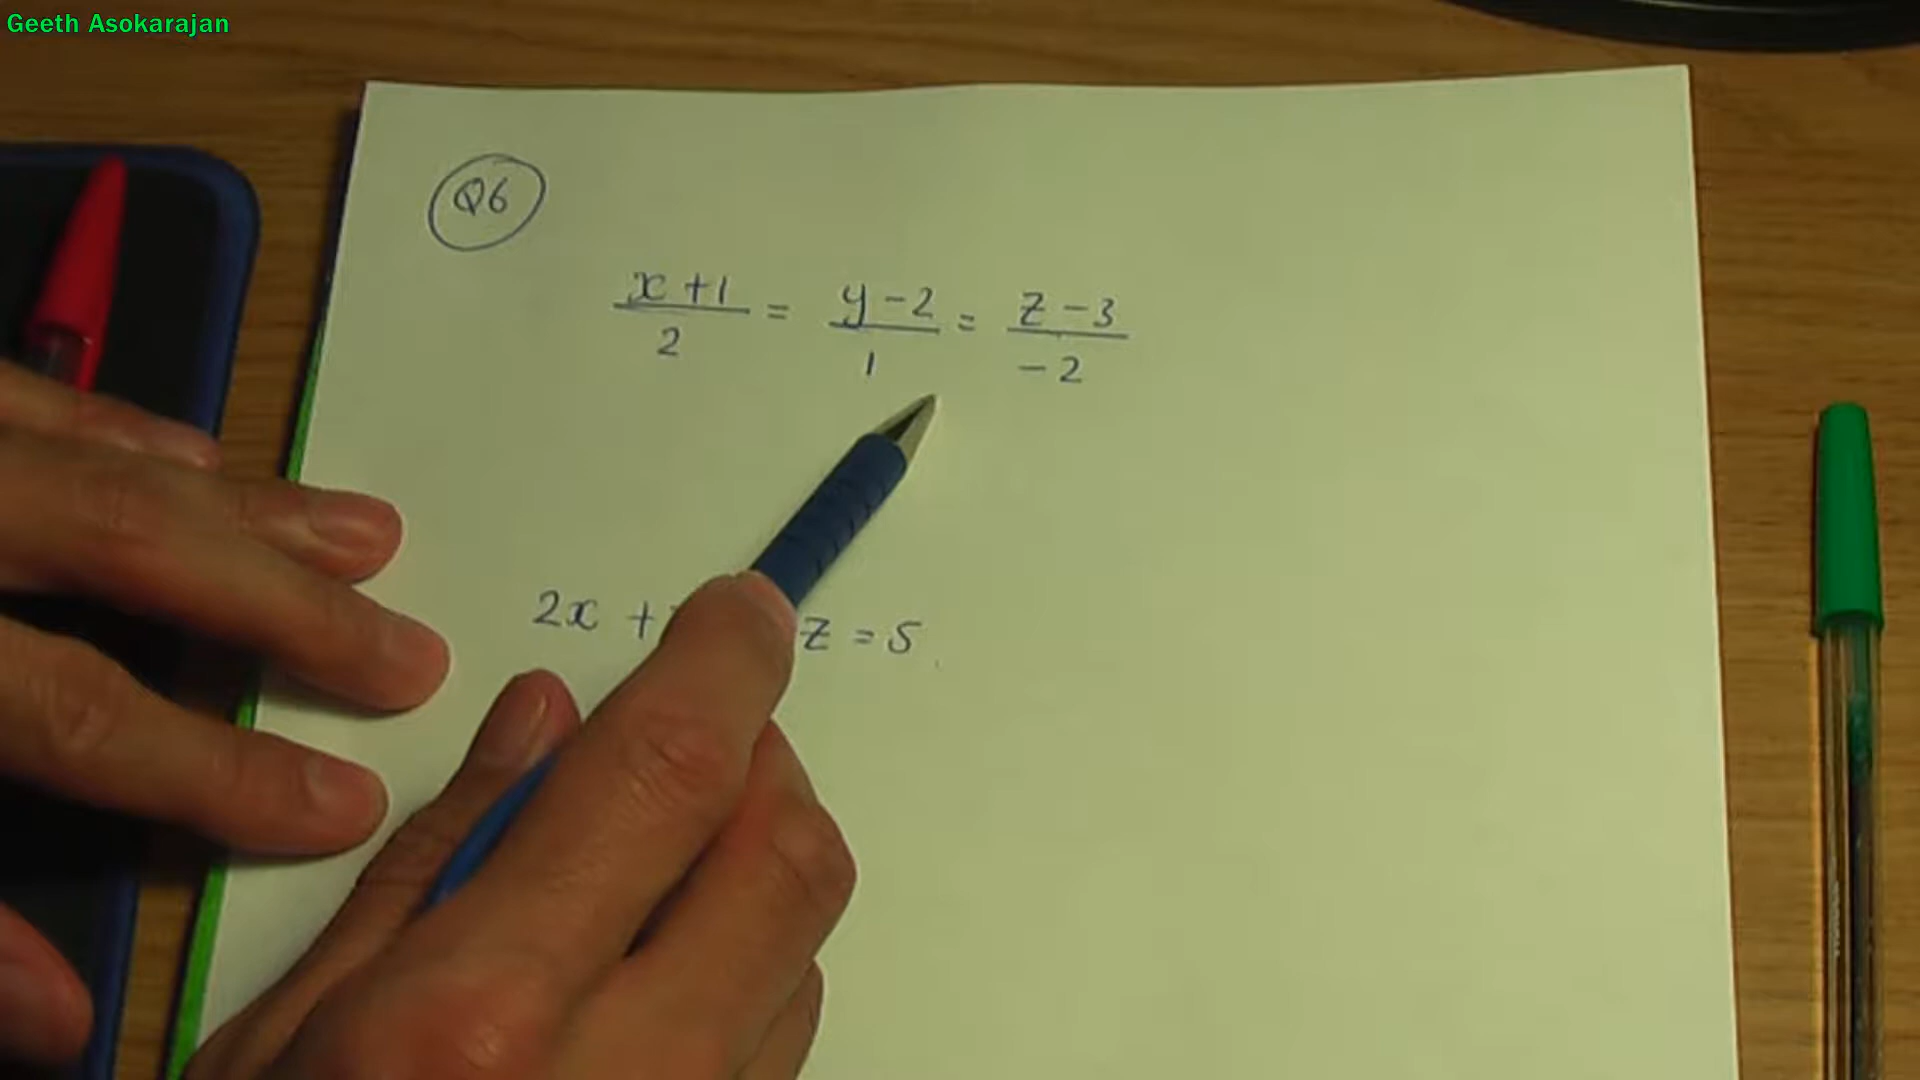 Geeth Asokarajan
Q6
x+1/2 = y-2/1 = z-3/-2
2x + z = 5